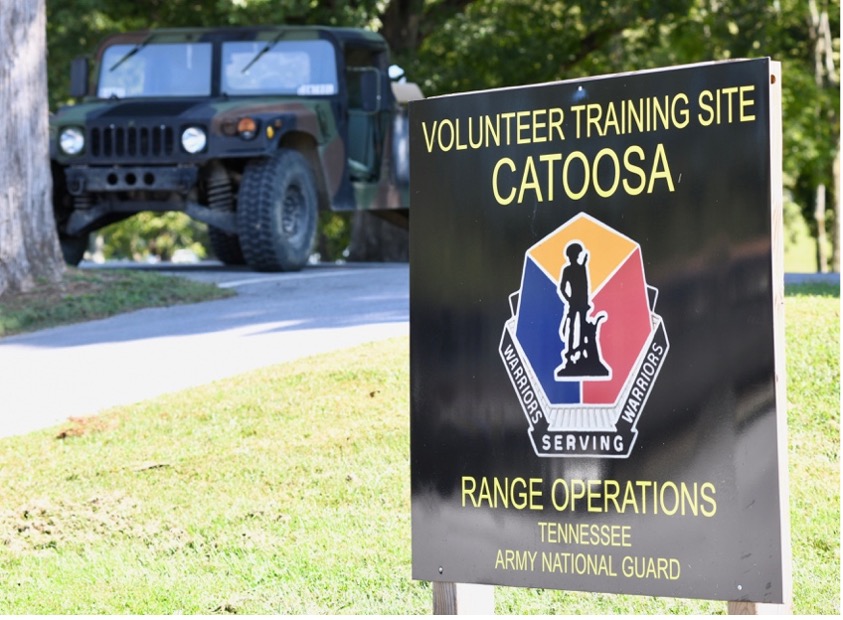 VOLUNTEER TRAINING SITE
CATOOSA
WARRIORS
SERVING
WARRIORS
RANGE OPERATIONS
TENNESSEE
ARMY NATIONAL GUARD